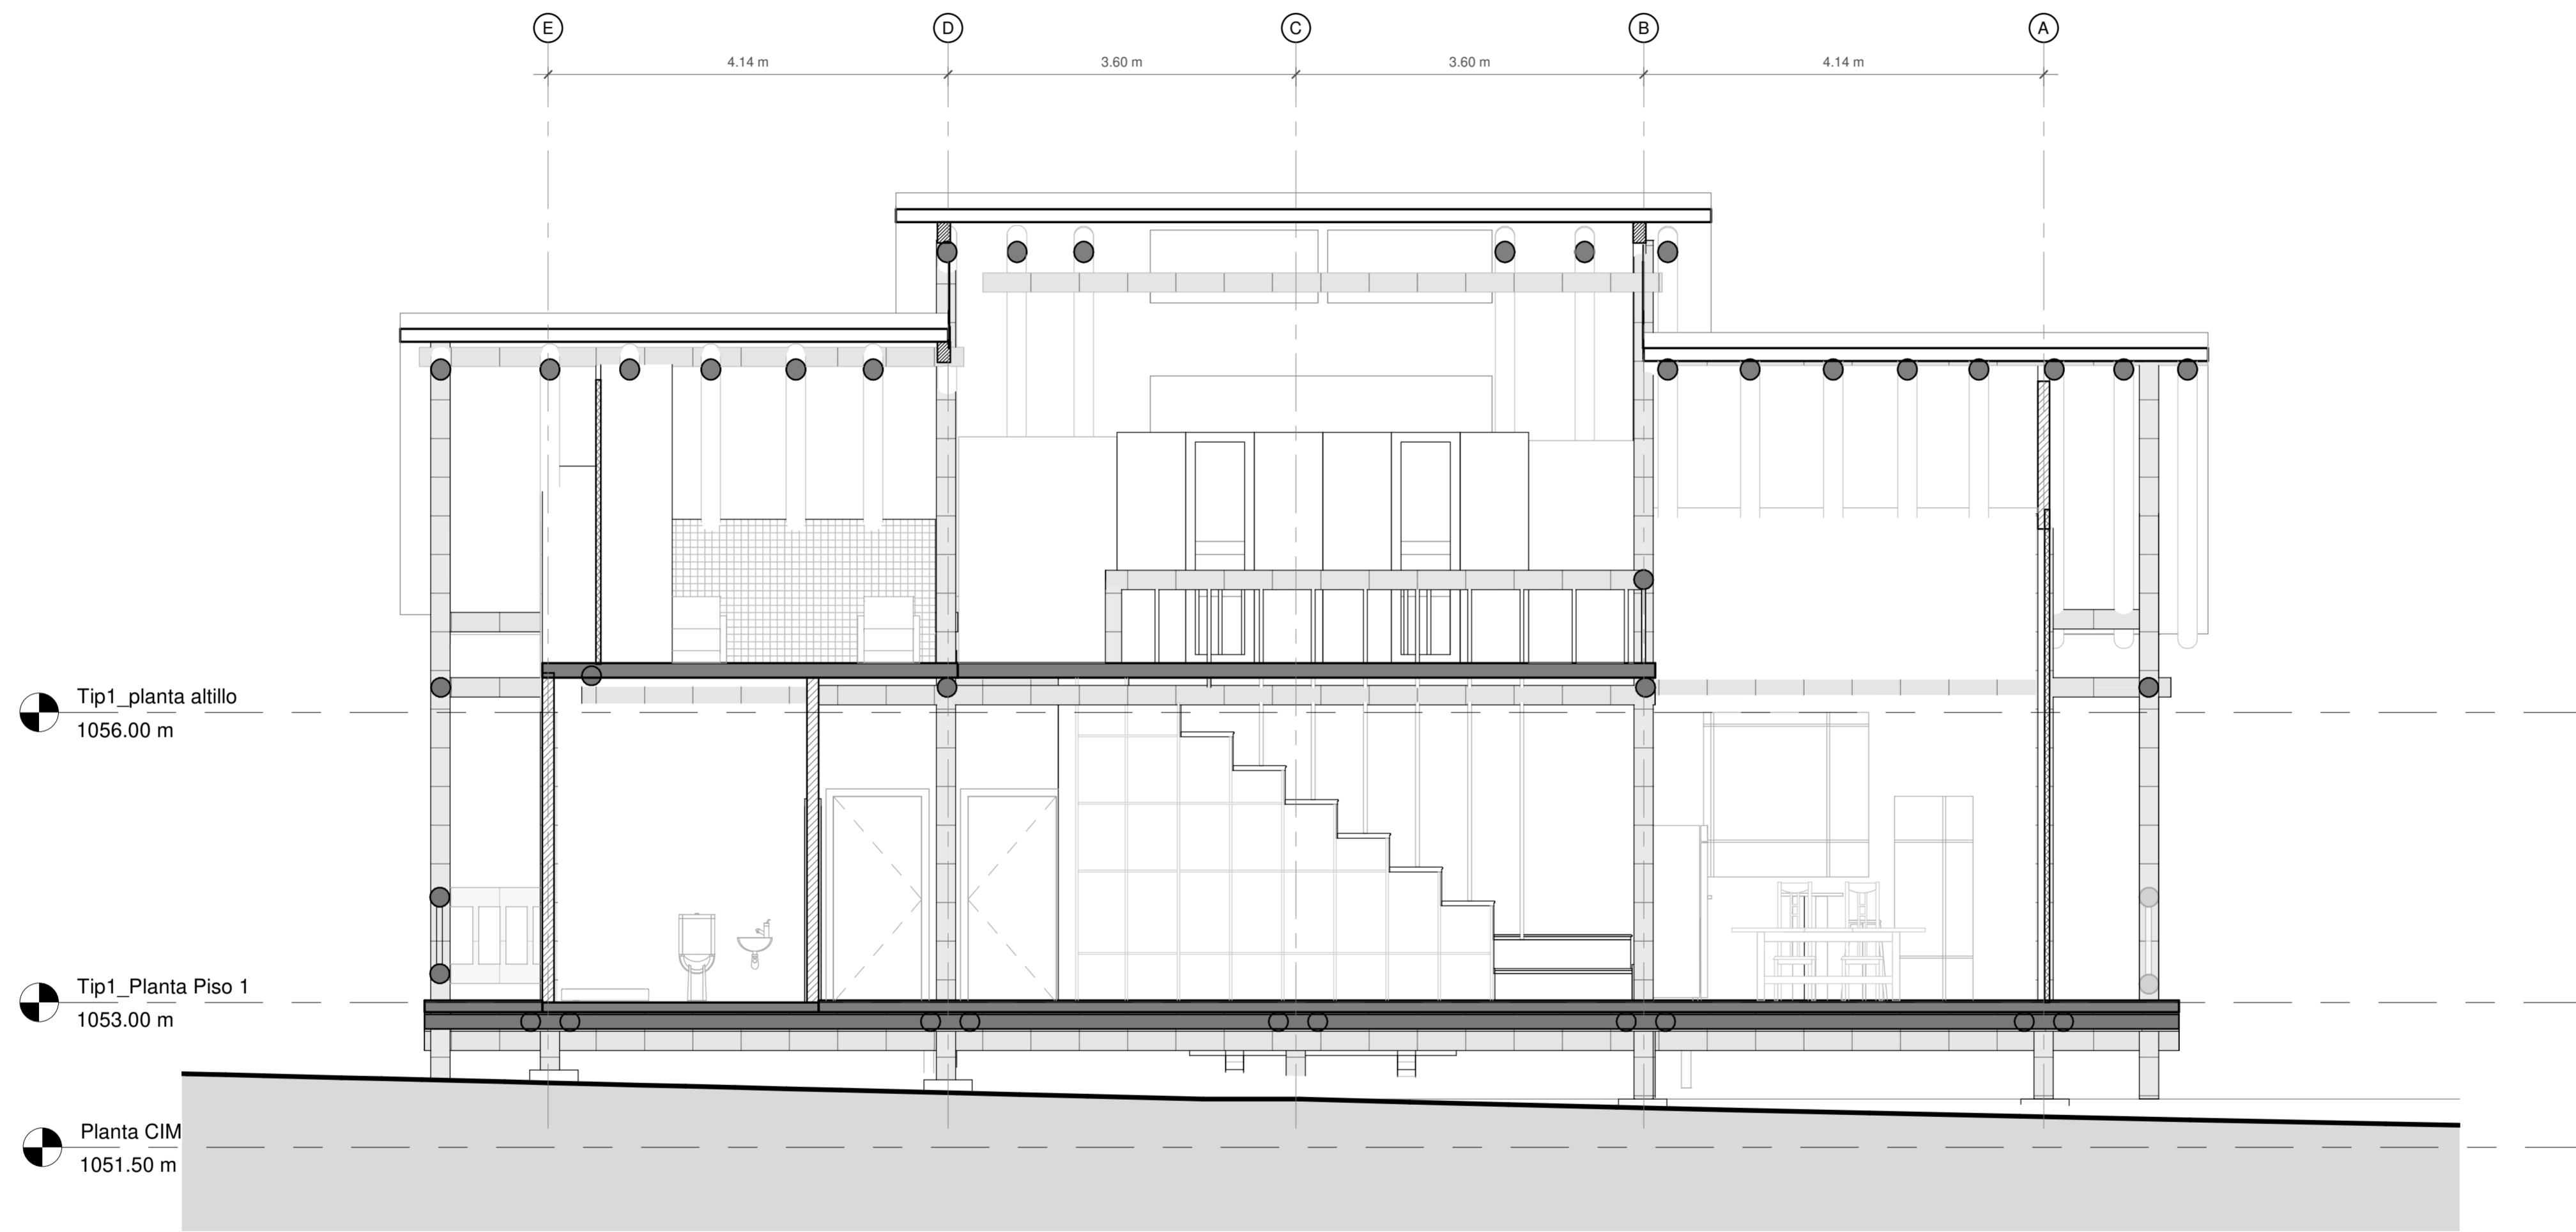 E D C B A
4.14 m 3.60 m 3.60 m 4.14 m
Tip1_planta altillo
1056.00 m
Tip1_Planta Piso 1
1053.00 m
Planta CIM
1051.50 m